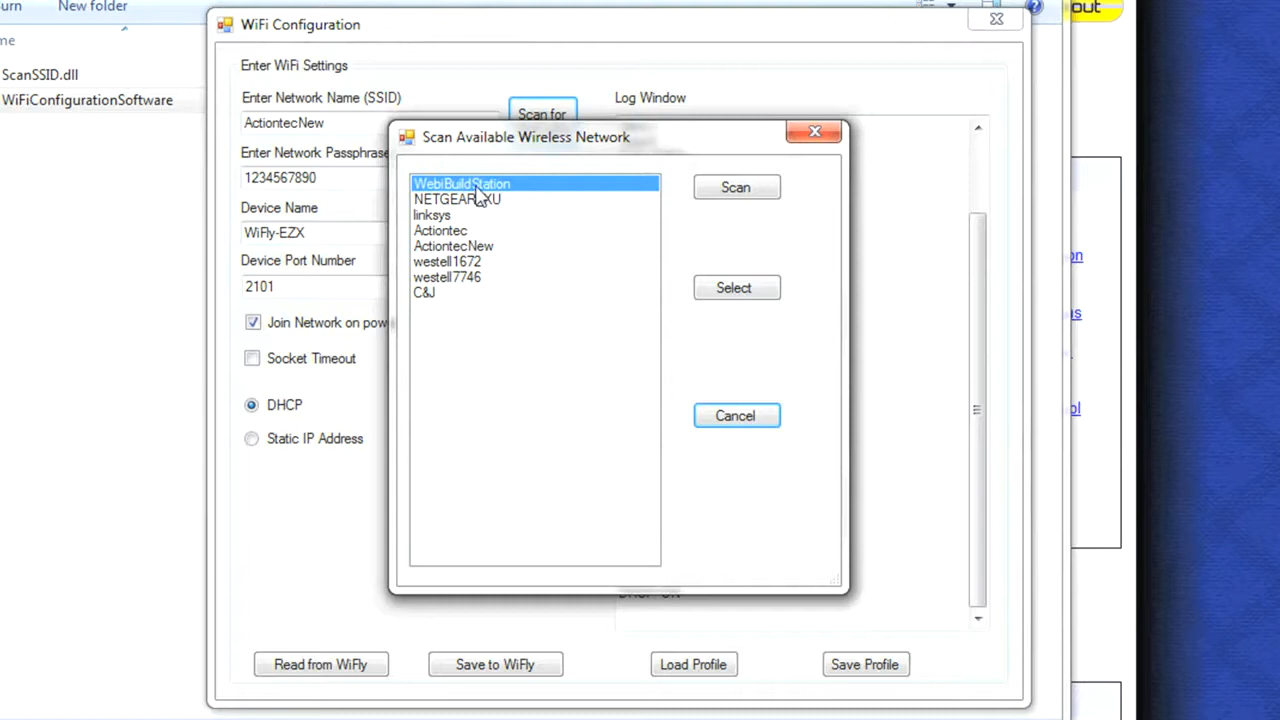 urn
New folder
out
me
ScanSSID.dll
WiFiConfigurationSoftware
WiFi Configuration
Enter WiFi Settings
Enter Network Name (SSID)
ActiontecNew
Scan for
Log Window
Enter Network Passphrase
1234567890
Device Name
WiFly-EZX
Device Port Number
2101
Join Network on pow
Socket Timeout
DHCP
Static IP Address
Scan Available Wireless Network
WebiBuildStation
linksys
Actiontec
ActiontecNew
westell1672
westell7746
C&J
Scan
Select
Cancel
Read from WiFly
Save to WiFly
Load Profile
Save Profile